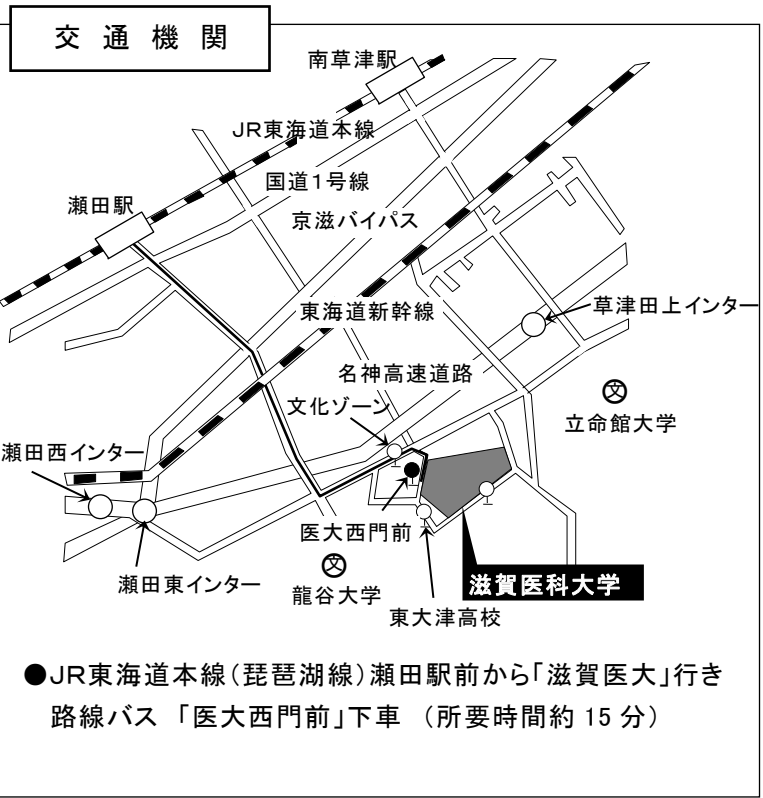 交通機関
南草津駅
JR東海道本線
国道1号線
瀬田駅
京滋バイパス
東海道新幹線
草津田上インター
名神高速道路
文化ゾーン
文
立命館大学
瀬田西インター
医大西門前
文
瀬田東インター
龍谷大学
滋賀医科大学
東大津高校
●JR東海道本線(琵琶湖線)瀬田駅前から「滋賀医大」行き
路線バス 「医大西門前」下車 (所要時間約 15 分)